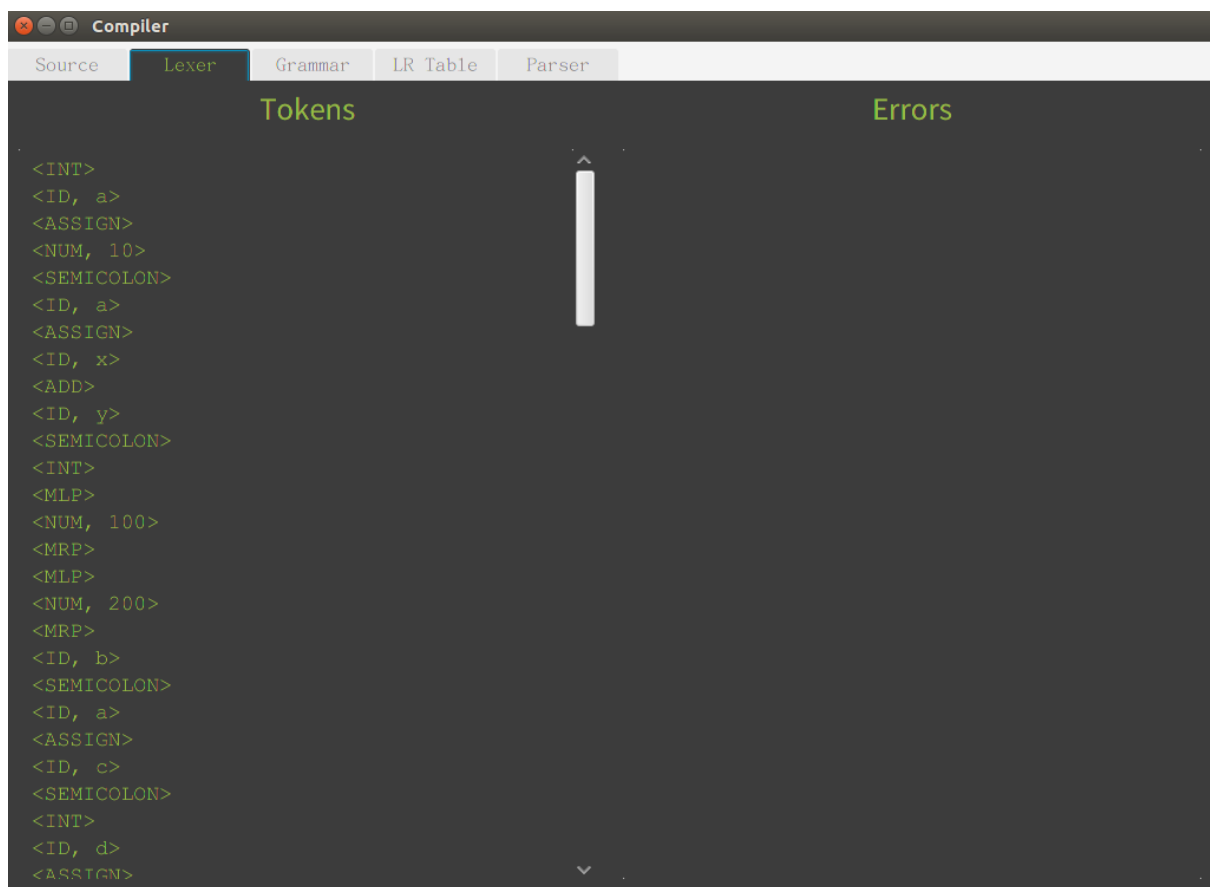 Compiler
Source Lexer Grammar LR Table Parser
Tokens
<INT>
<ID, a>
<ASSIGN>
<NUM, 10>
<SEMICOLON>
<ID, a>
<ASSIGN>
<ID, x>
<ADD>
<ID, y>
<SEMICOLON>
<INT>
<MLP>
<NUM, 100>
<MRP>
<MLP>
<NUM, 200>
<MRP>
<ID, b>
<SEMICOLON>
<ID, a>
<ASSIGN>
<ID, c>
<SEMICOLON>
<INT>
<ID, d>
<ASSIGN>
Errors